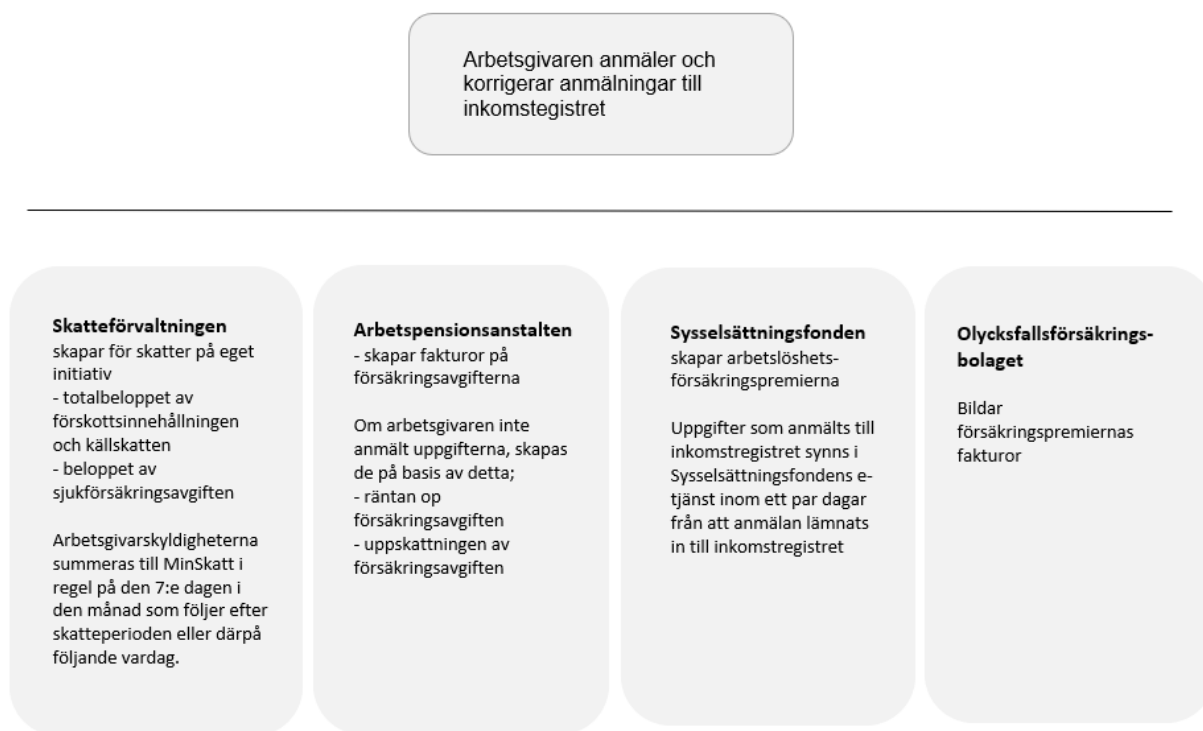 Arbetsgivaren anmäler och
korrigerar anmälningar till
inkomstegistret
Skatteförvaltningen
skapar för skatter på eget
initiativ
- totalbeloppet av
förskottsinnehållningen
och källskatten
- beloppet av
sjukförsäkringsavgiften
Arbetsgivarskyldigheterna
summeras till MinSkatt i
regel på den 7:e dagen i
den månad som följer efter
skatteperioden eller därpå
följande vardag.
Arbetspensionsanstalten
- skapar fakturor på
försäkringsavgifterna
Om arbetsgivaren inte
anmält uppgifterna, skapas
de på basis av detta;
- räntan op
försäkringsavgiften
- uppskattningen av
försäkringsavgiften
Sysselsättningsfonden
skapar arbetslöshets-
försäkringspremierna
Uppgifter som anmälts till
inkomstregistret synns i
Sysselsättningsfondens e-
tjänst inom ett par dagar
från att anmälan lämnats
in till inkomstregistret
Olycksfallsförsäkrings-
bolaget
Bildar
försäkringspremiernas
fakturor